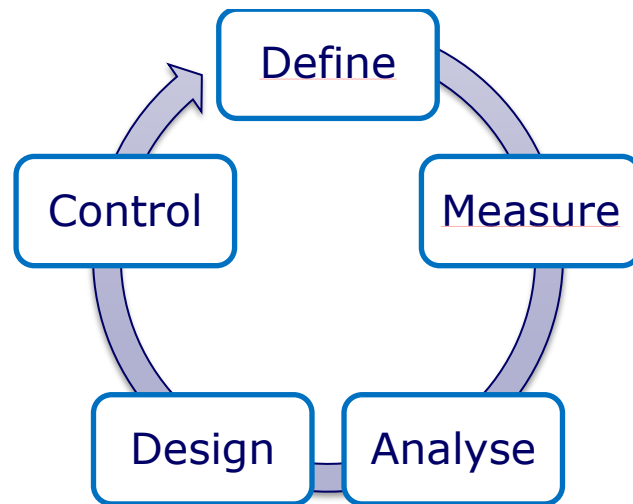 Define
Measure
Analyse
Design
Control